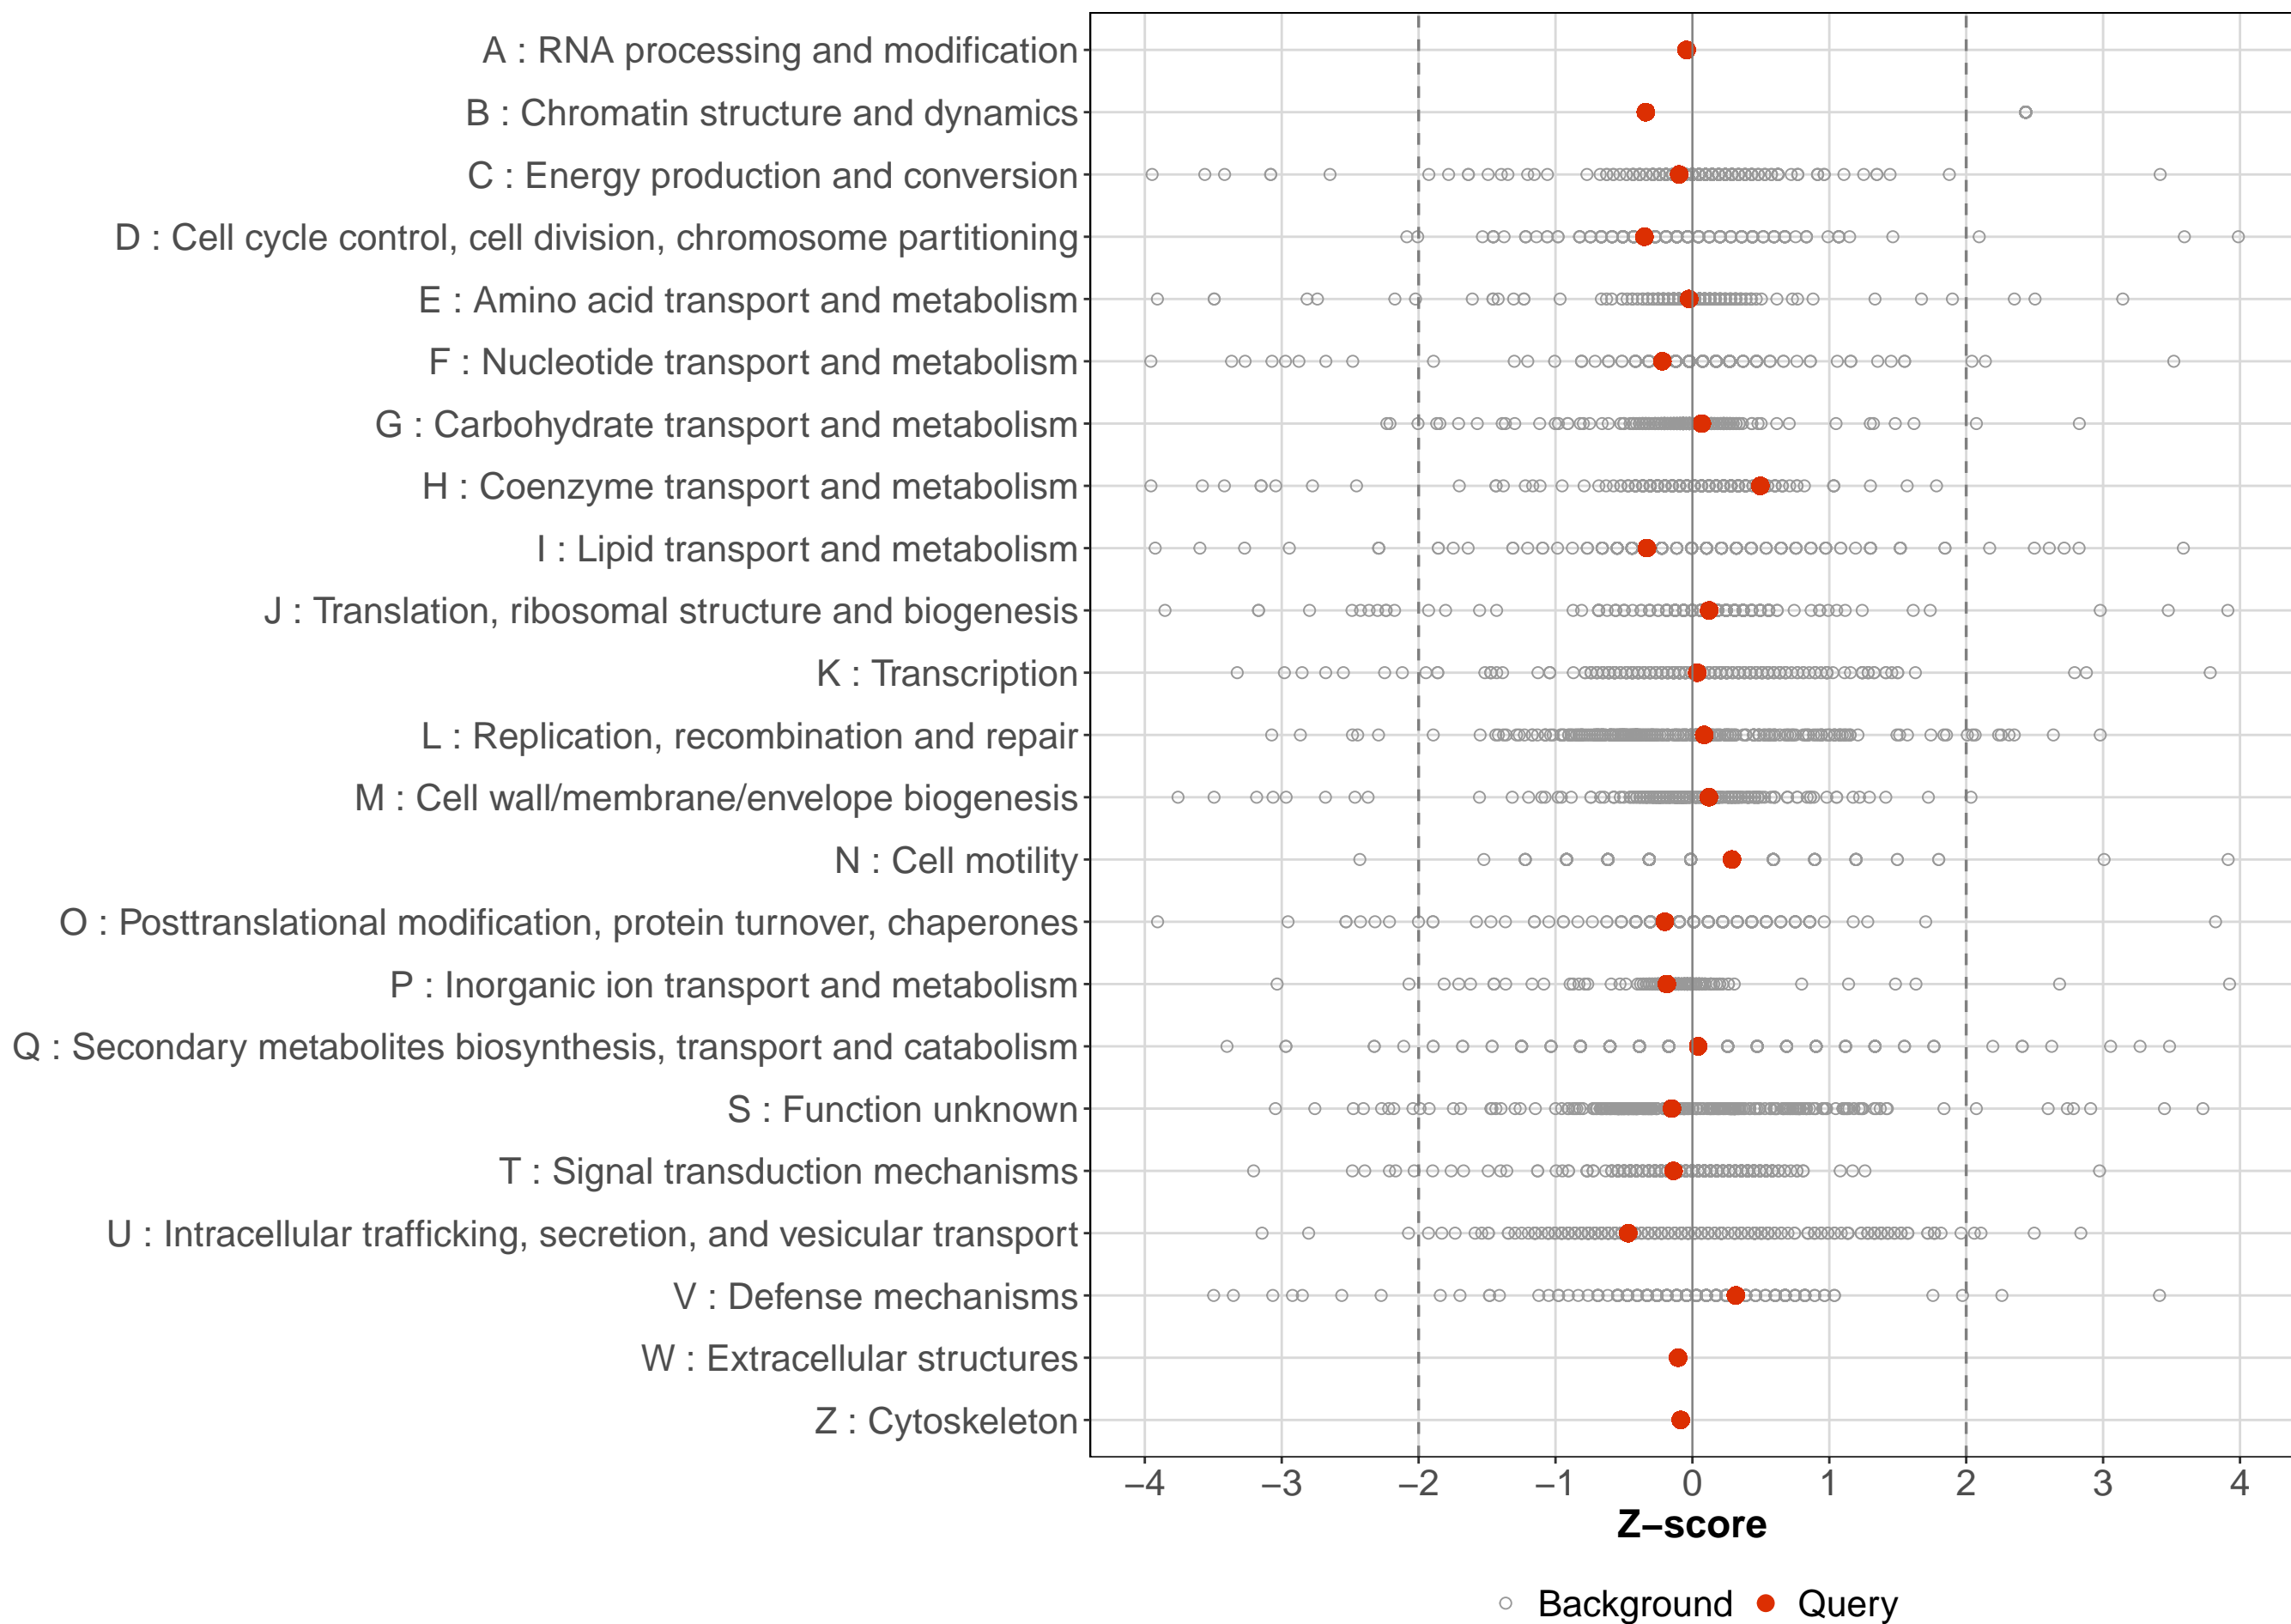 A : RNA processing and modification
B : Chromatin structure and dynamics
C : Energy production and conversion
D : Cell cycle control, cell division, chromosome partitioning
E : Amino acid transport and metabolism
F : Nucleotide transport and metabolism
G : Carbohydrate transport and metabolism
H : Coenzyme transport and metabolism
I : Lipid transport and metabolism
J : Translation, ribosomal structure and biogenesis
K : Transcription
L : Replication, recombination and repair
M : Cell wall/membrane/envelope biogenesis
N : Cell motility
O : Posttranslational modification, protein turnover, chaperones
P : Inorganic ion transport and metabolism
Q : Secondary metabolites biosynthesis, transport and catabolism
S : Function unknown
T : Signal transduction mechanisms
U : Intracellular trafficking, secretion, and vesicular transport
V : Defense mechanisms
W : Extracellular structures
Z : Cytoskeleton
−4 −3 −2 −1 0 1 2 3 4
Z−score
Background Query